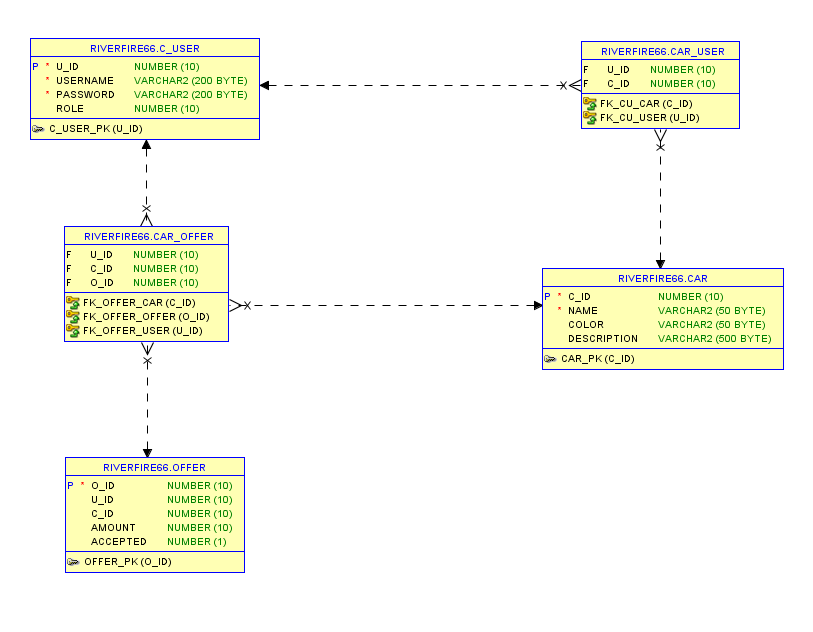 RIVERFIRE66.C_USER
P * U_ID NUMBER (10)
* USERNAME VARCHAR2 (200 BYTE)
* PASSWORD VARCHAR2 (200 BYTE)
ROLE NUMBER (10)
C_USER_PK (U_ID)
RIVERFIRE66.CAR_USER
F U_ID NUMBER (10)
F C_ID NUMBER (10)
FK_CU_CAR (C_ID)
FK_CU_USER (U_ID)
RIVERFIRE66.CAR_OFFER
F U_ID NUMBER (10)
F C_ID NUMBER (10)
F O_ID NUMBER (10)
FK_OFFER_CAR (C_ID)
FK_OFFER_OFFER (O_ID)
FK_OFFER_USER (U_ID)
RIVERFIRE66.CAR
P * C_ID NUMBER (10)
* NAME VARCHAR2 (50 BYTE)
COLOR VARCHAR2 (50 BYTE)
DESCRIPTION VARCHAR2 (500 BYTE)
CAR_PK (C_ID)
RIVERFIRE66.OFFER
P * O_ID NUMBER (10)
U_ID NUMBER (10)
C_ID NUMBER (10)
AMOUNT NUMBER (10)
ACCEPTED NUMBER (1)
OFFER_PK (O_ID)